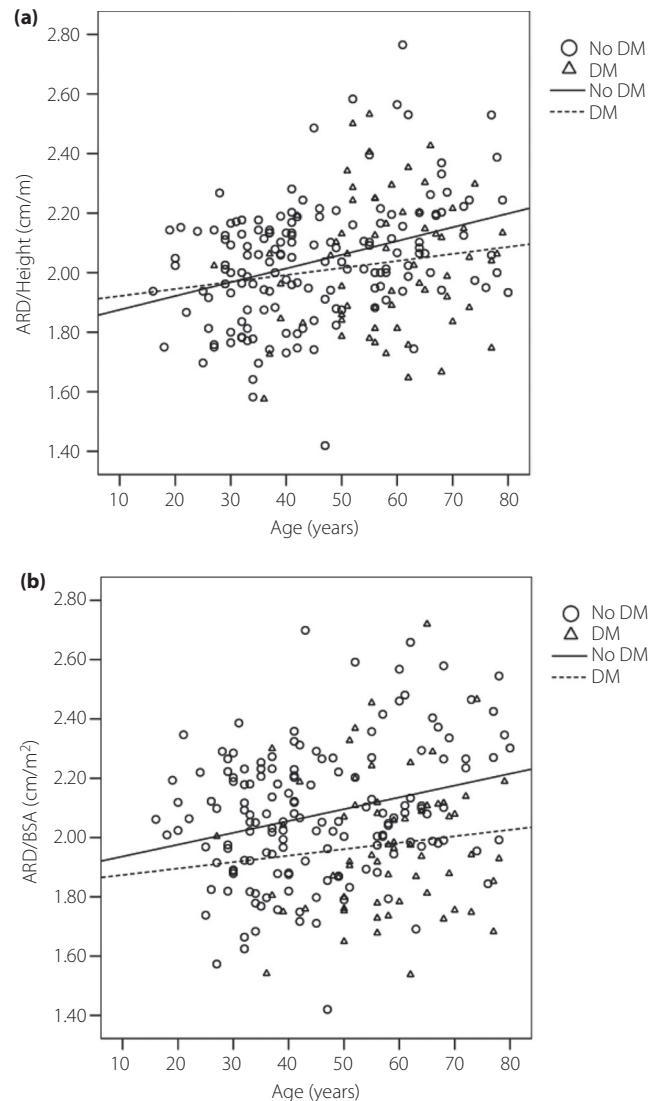 (a)
2.80
2.60
2.40
2.20
2.00
1.80
1.60
1.40
ARD/Height (cm/m)
10 20 30 40 50 60 70 80
Age (years)
No DM
DM
No DM
DM
(b)
2.80
2.60
2.40
2.20
2.00
1.80
1.60
1.40
ARD/BSA (cm/m²)
10 20 30 40 50 60 70 80
Age (years)
No DM
DM
No DM
DM